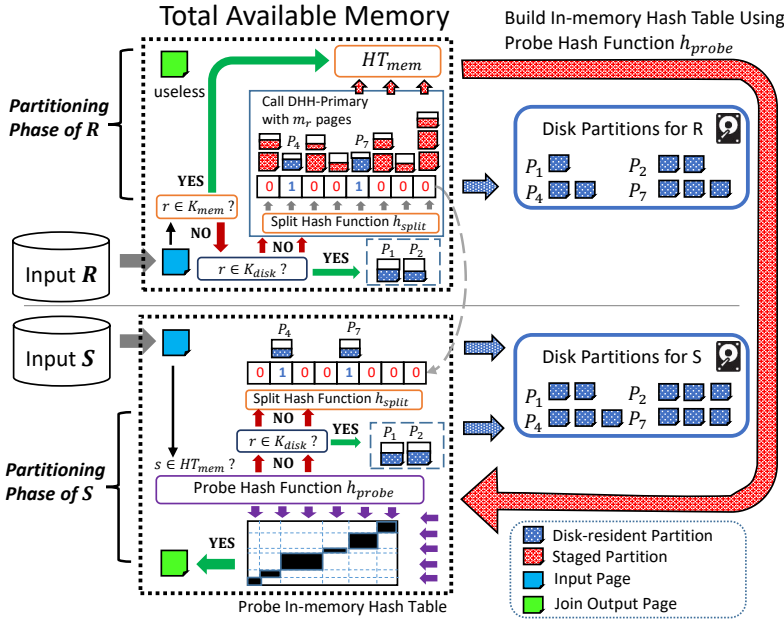 Total Available Memory
Build In-memory Hash Table Using
Probe Hash Function h_probe
Partitioning
Phase of R
useless
HT_mem
Call DHH-Primary
with m_r pages
P_4
P_7
0 1 0 0 1 0 0 0
Split Hash Function h_split
YES
r ∈ K_mem ?
NO
NO
r ∈ K_disk ?
YES
P_1 P_2
Input R
Disk Partitions for R
P_1
P_2
P_4
P_7
Input S
P_4
P_7
0 1 0 0 1 0 0 0
Split Hash Function h_split
NO
r ∈ K_disk ?
YES
P_1 P_2
NO
s ∈ HT_mem ?
Probe Hash Function h_probe
Partitioning
Phase of S
YES
Probe In-memory Hash Table
Disk Partitions for S
P_1
P_2
P_4
P_7
Disk-resident Partition
Staged Partition
Input Page
Join Output Page